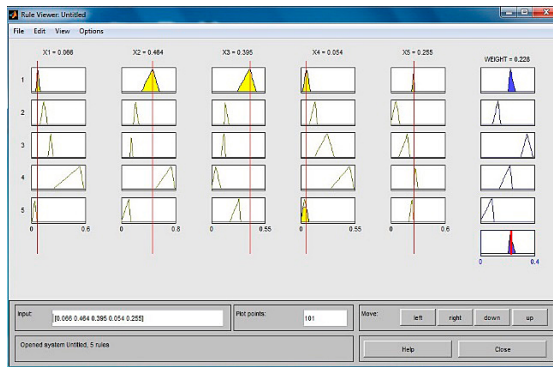 Rule Viewer: Untitled
File Edit View Options
X1 = 0.066 X2 = 0.464 X3 = 0.395 X4 = 0.054 X5 = 0.255 WEIGHT = 0.226
1
2
3
4
5
0 0.6 0 0.8 0 0.55 0 0.55 0 0.6
0 0.4
Input: [0.066 0.464 0.395 0.054 0.255] Plot points: 101 Move: left right down up
Opened system Untitled, 5 rules Help Close